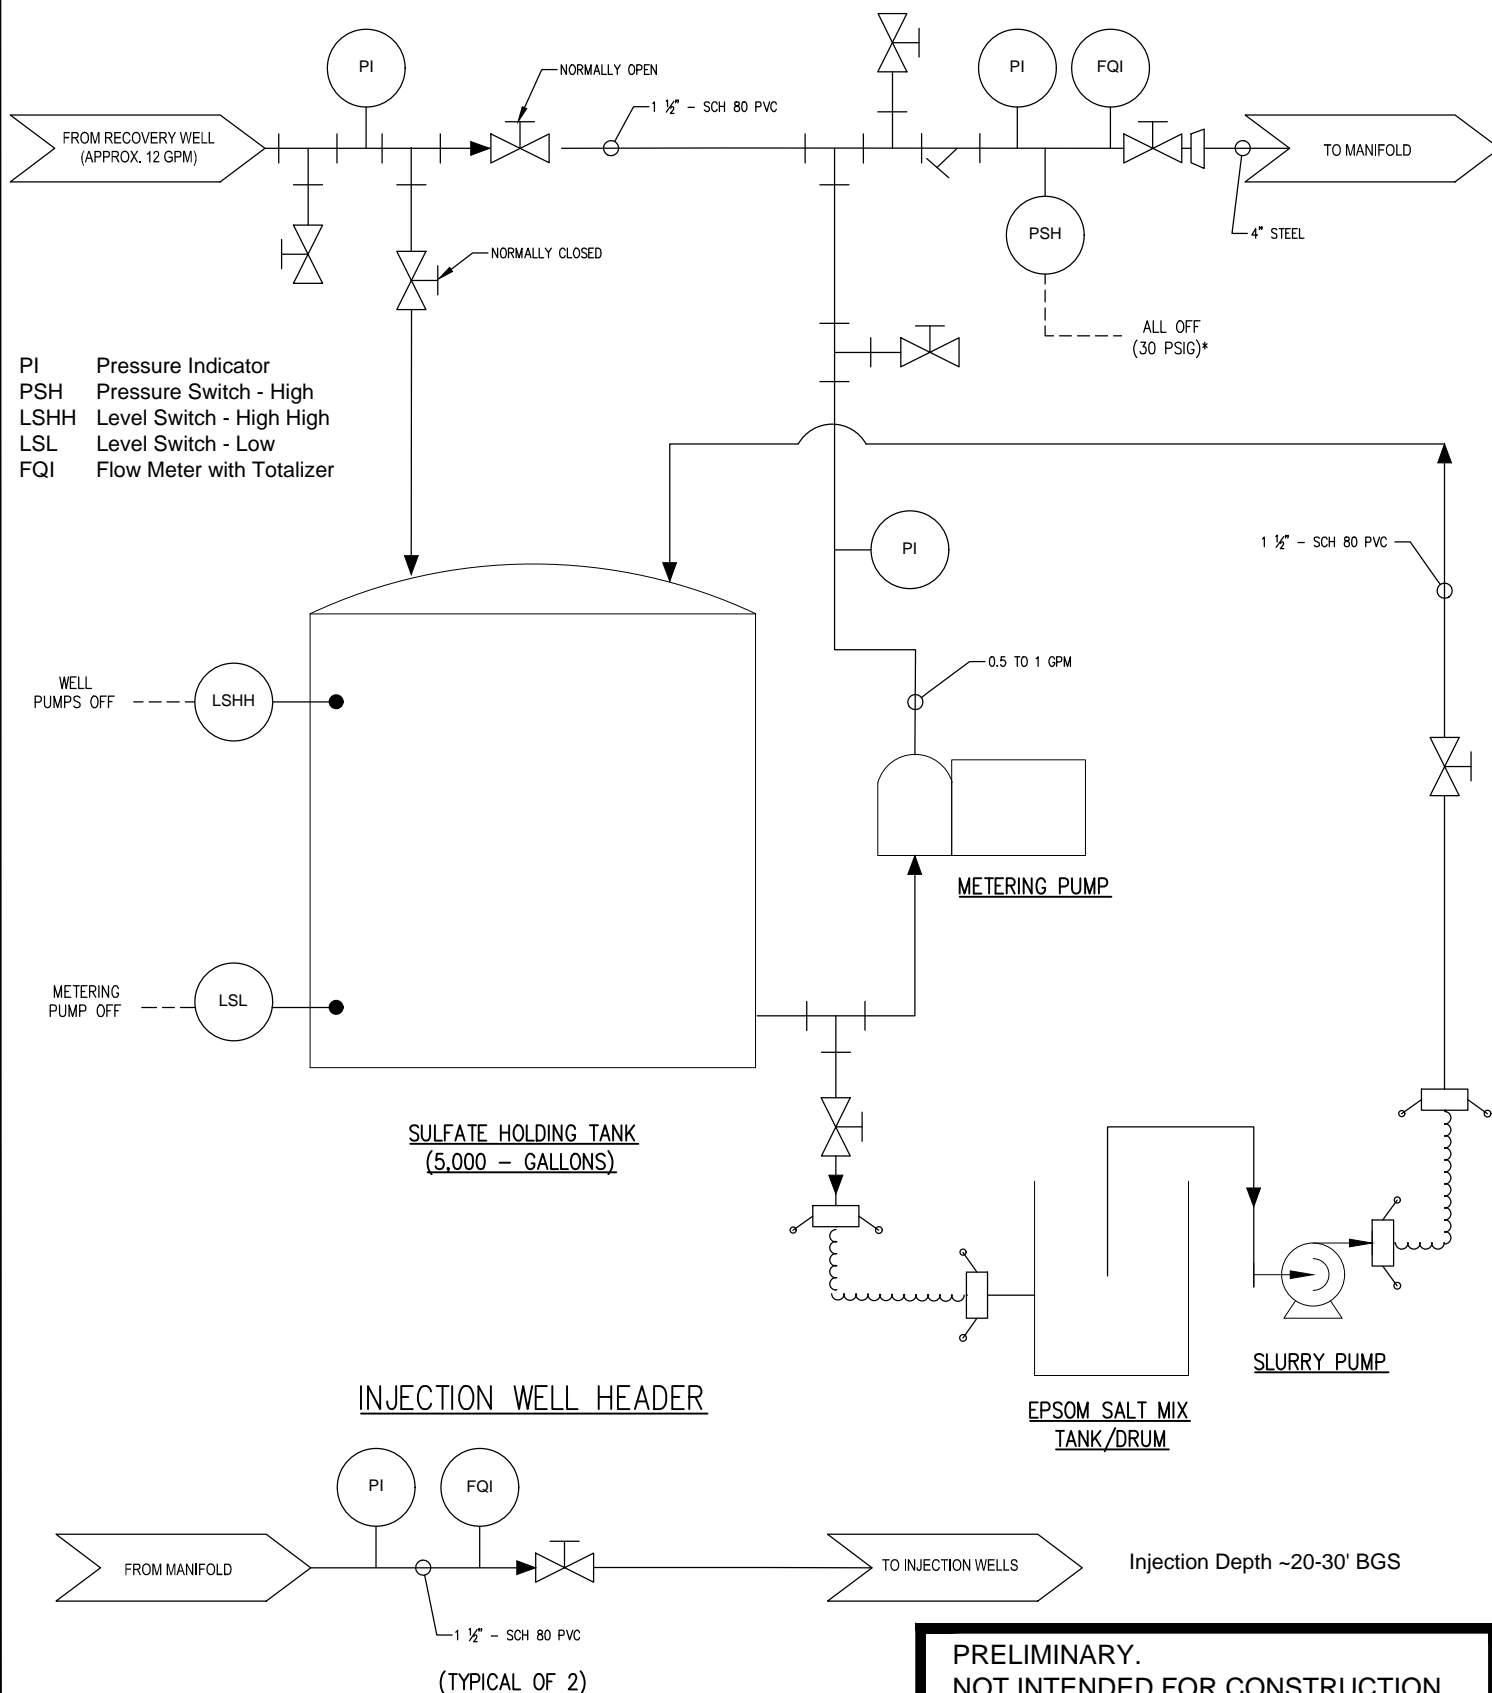 PI
NORMALLY OPEN
1 ½" - SCH 80 PVC
PI
FQI
FROM RECOVERY WELL
(APPROX. 12 GPM)
TO MANIFOLD
PSH
4" STEEL
NORMALLY CLOSED
ALL OFF
(30 PSIG)*
PI Pressure Indicator
PSH Pressure Switch - High
LSHH Level Switch - High High
LSL Level Switch - Low
FQI Flow Meter with Totalizer
PI
1 ½" - SCH 80 PVC
0.5 TO 1 GPM
WELL
PUMPS OFF
LSHH
METERING PUMP
METERING
PUMP OFF
LSL
SULFATE HOLDING TANK
(5,000 - GALLONS)
SLURRY PUMP
EPSOM SALT MIX
TANK/DRUM
INJECTION WELL HEADER
PI
FQI
FROM MANIFOLD
TO INJECTION WELLS
Injection Depth ~20-30' BGS
1 ½" - SCH 80 PVC
(TYPICAL OF 2)
PRELIMINARY.
NOT INTENDED FOR CONSTRUCTION